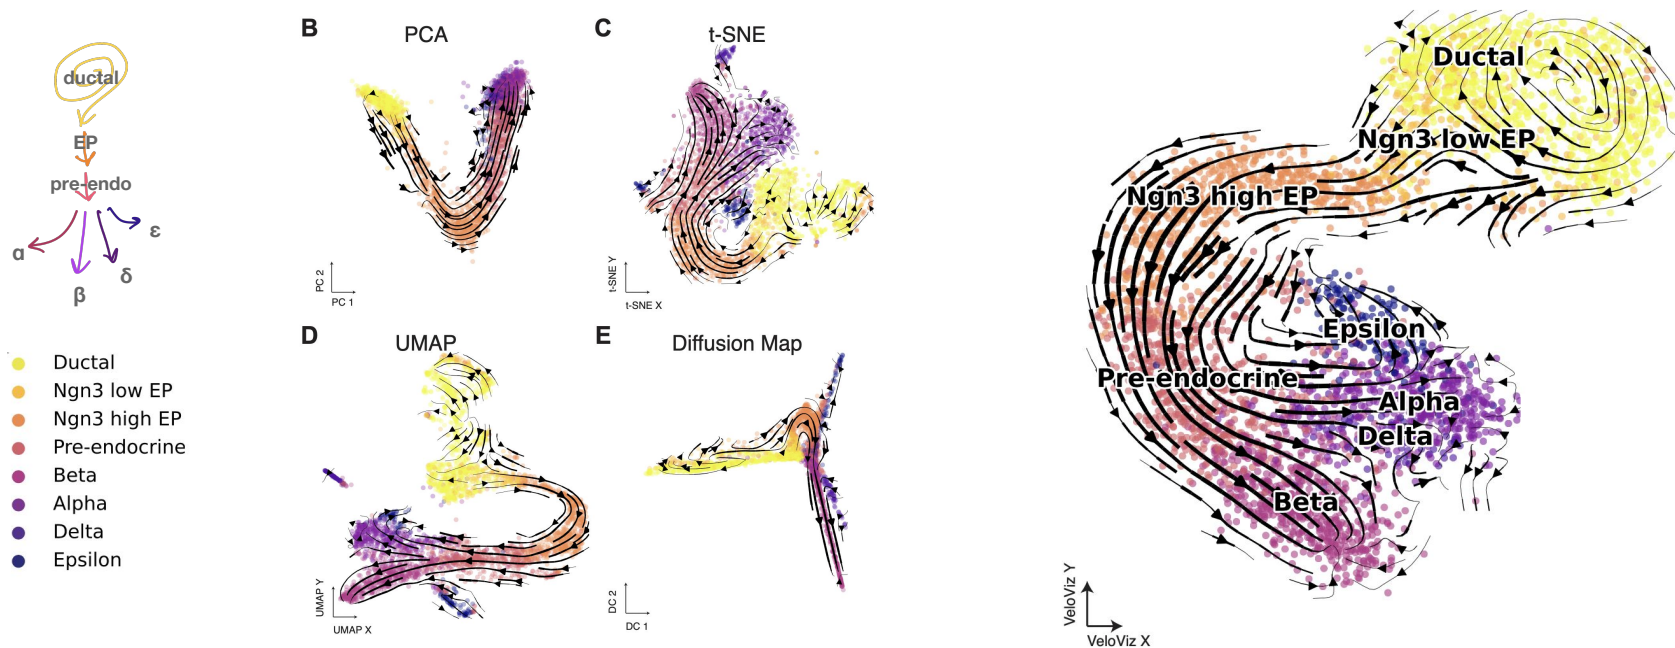 ductal
EP
pre-endo
α
β
δ
ε
Ductal
Ngn3 low EP
Ngn3 high EP
Pre-endocrine
Beta
Alpha
Delta
Epsilon
B
PCA
PC 2
PC 1
C
t-SNE
t-SNE Y
t-SNE X
D
UMAP
UMAP Y
UMAP X
E
Diffusion Map
DC 2
DC 1
Ductal
Ngn3 low EP
Ngn3 high EP
Epsilon
Pre-endocrine
Alpha
Delta
Beta
VeloViz Y
VeloViz X